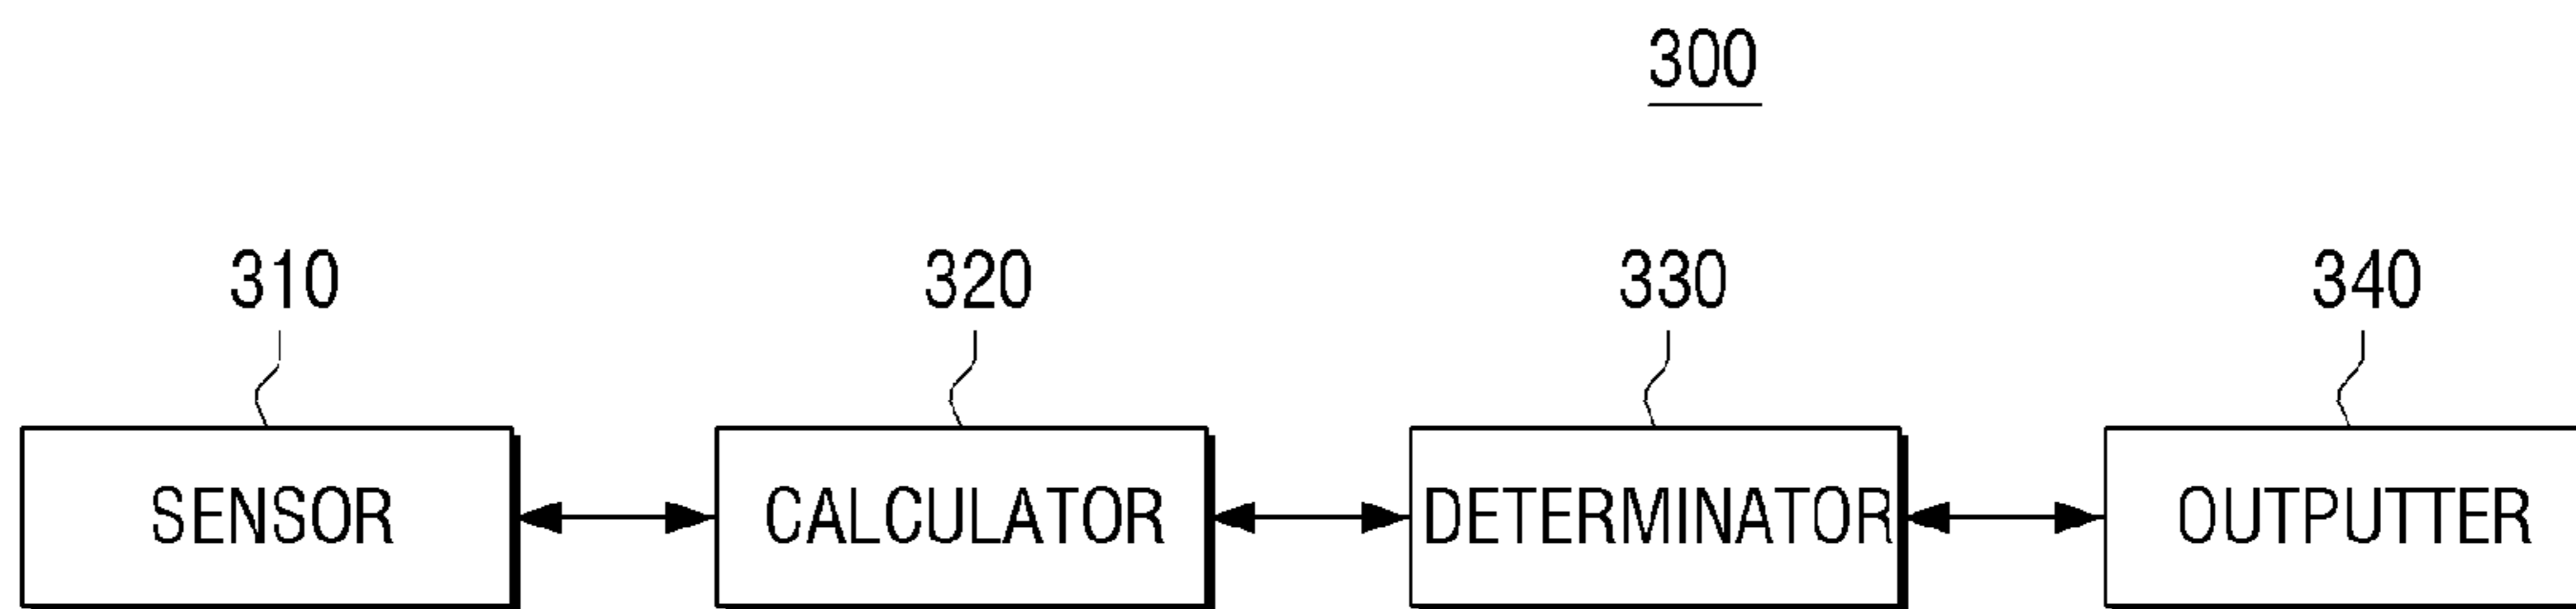 300
310 320 330 340
SENSOR CALCULATOR DETERMINATOR OUTPUTTER